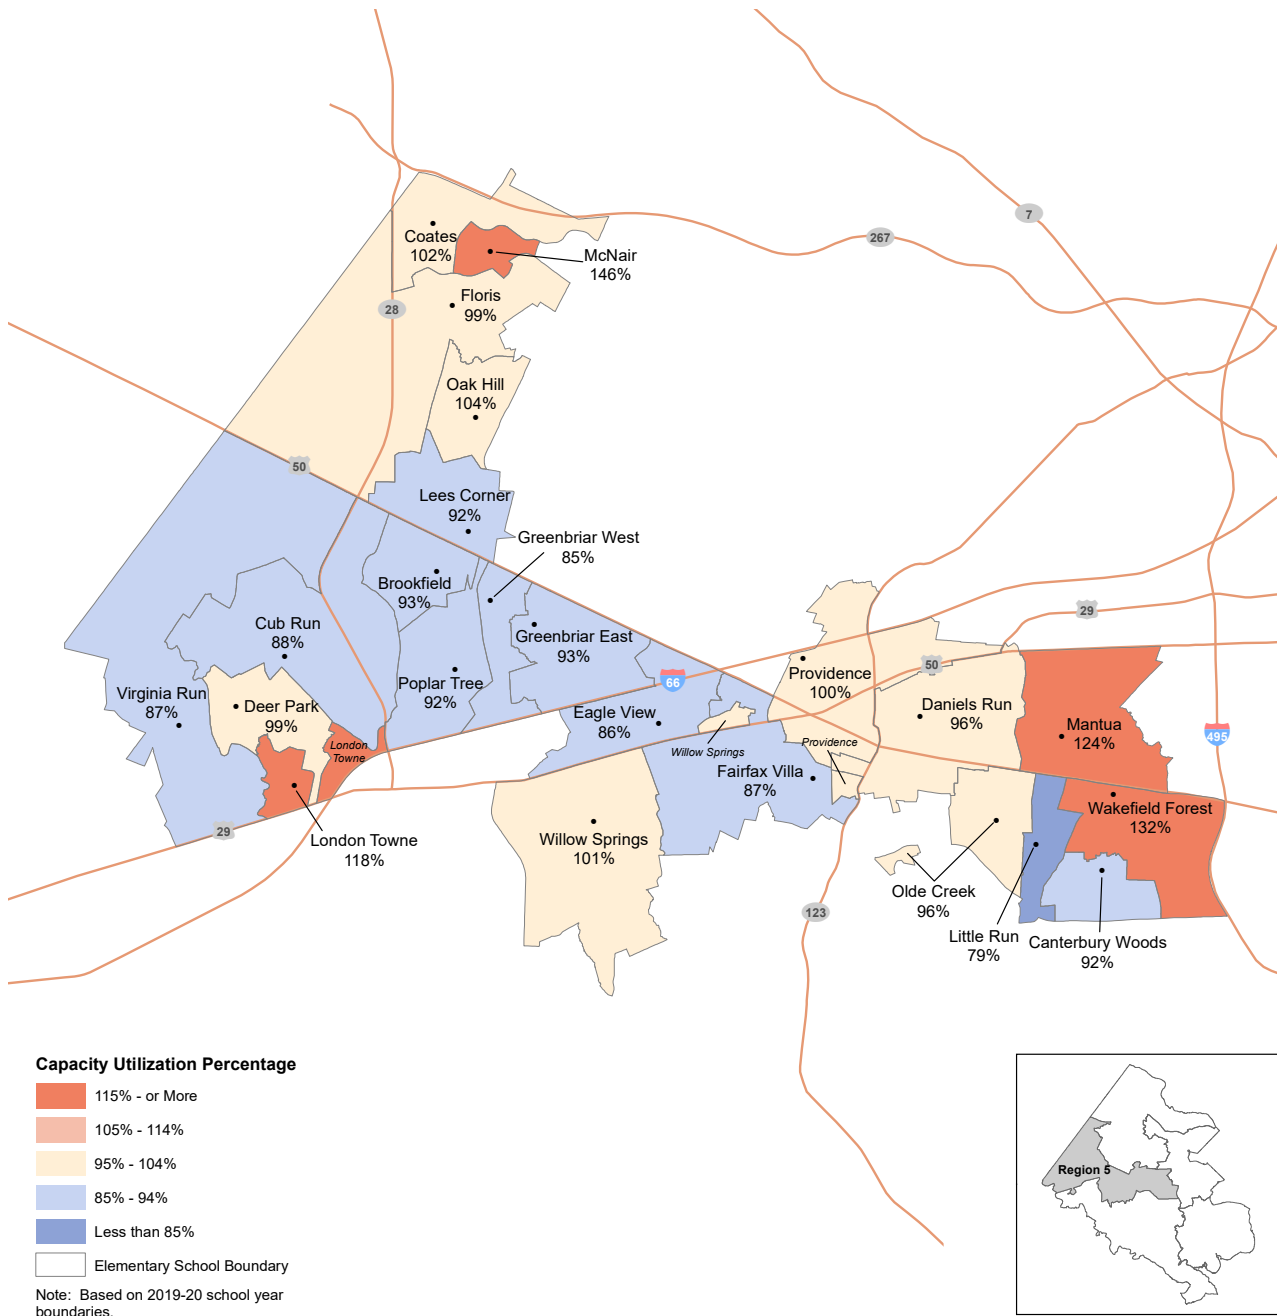 7
267
Coates
102%
McNair
146%
Floris
99%
28
Oak Hill
104%
50
Lees Corner
92%
Greenbriar West
85%
Brookfield
93%
Cub Run
88%
Greenbriar East
93%
29
Virginia Run
87%
Deer Park
99%
Poplar Tree
92%
66
50
Providence
100%
Eagle View
86%
Daniels Run
96%
Mantua
124%
495
London
Towne
Willow Springs
Providence
Fairfax Villa
87%
Wakefield Forest
132%
29
London Towne
118%
Willow Springs
101%
Olde Creek
96%
123
Little Run
79%
Canterbury Woods
92%
Capacity Utilization Percentage
115% - or More
105% - 114%
95% - 104%
85% - 94%
Less than 85%
Elementary School Boundary
Note:  Based on 2019-20 school year
boundaries.
Region 5